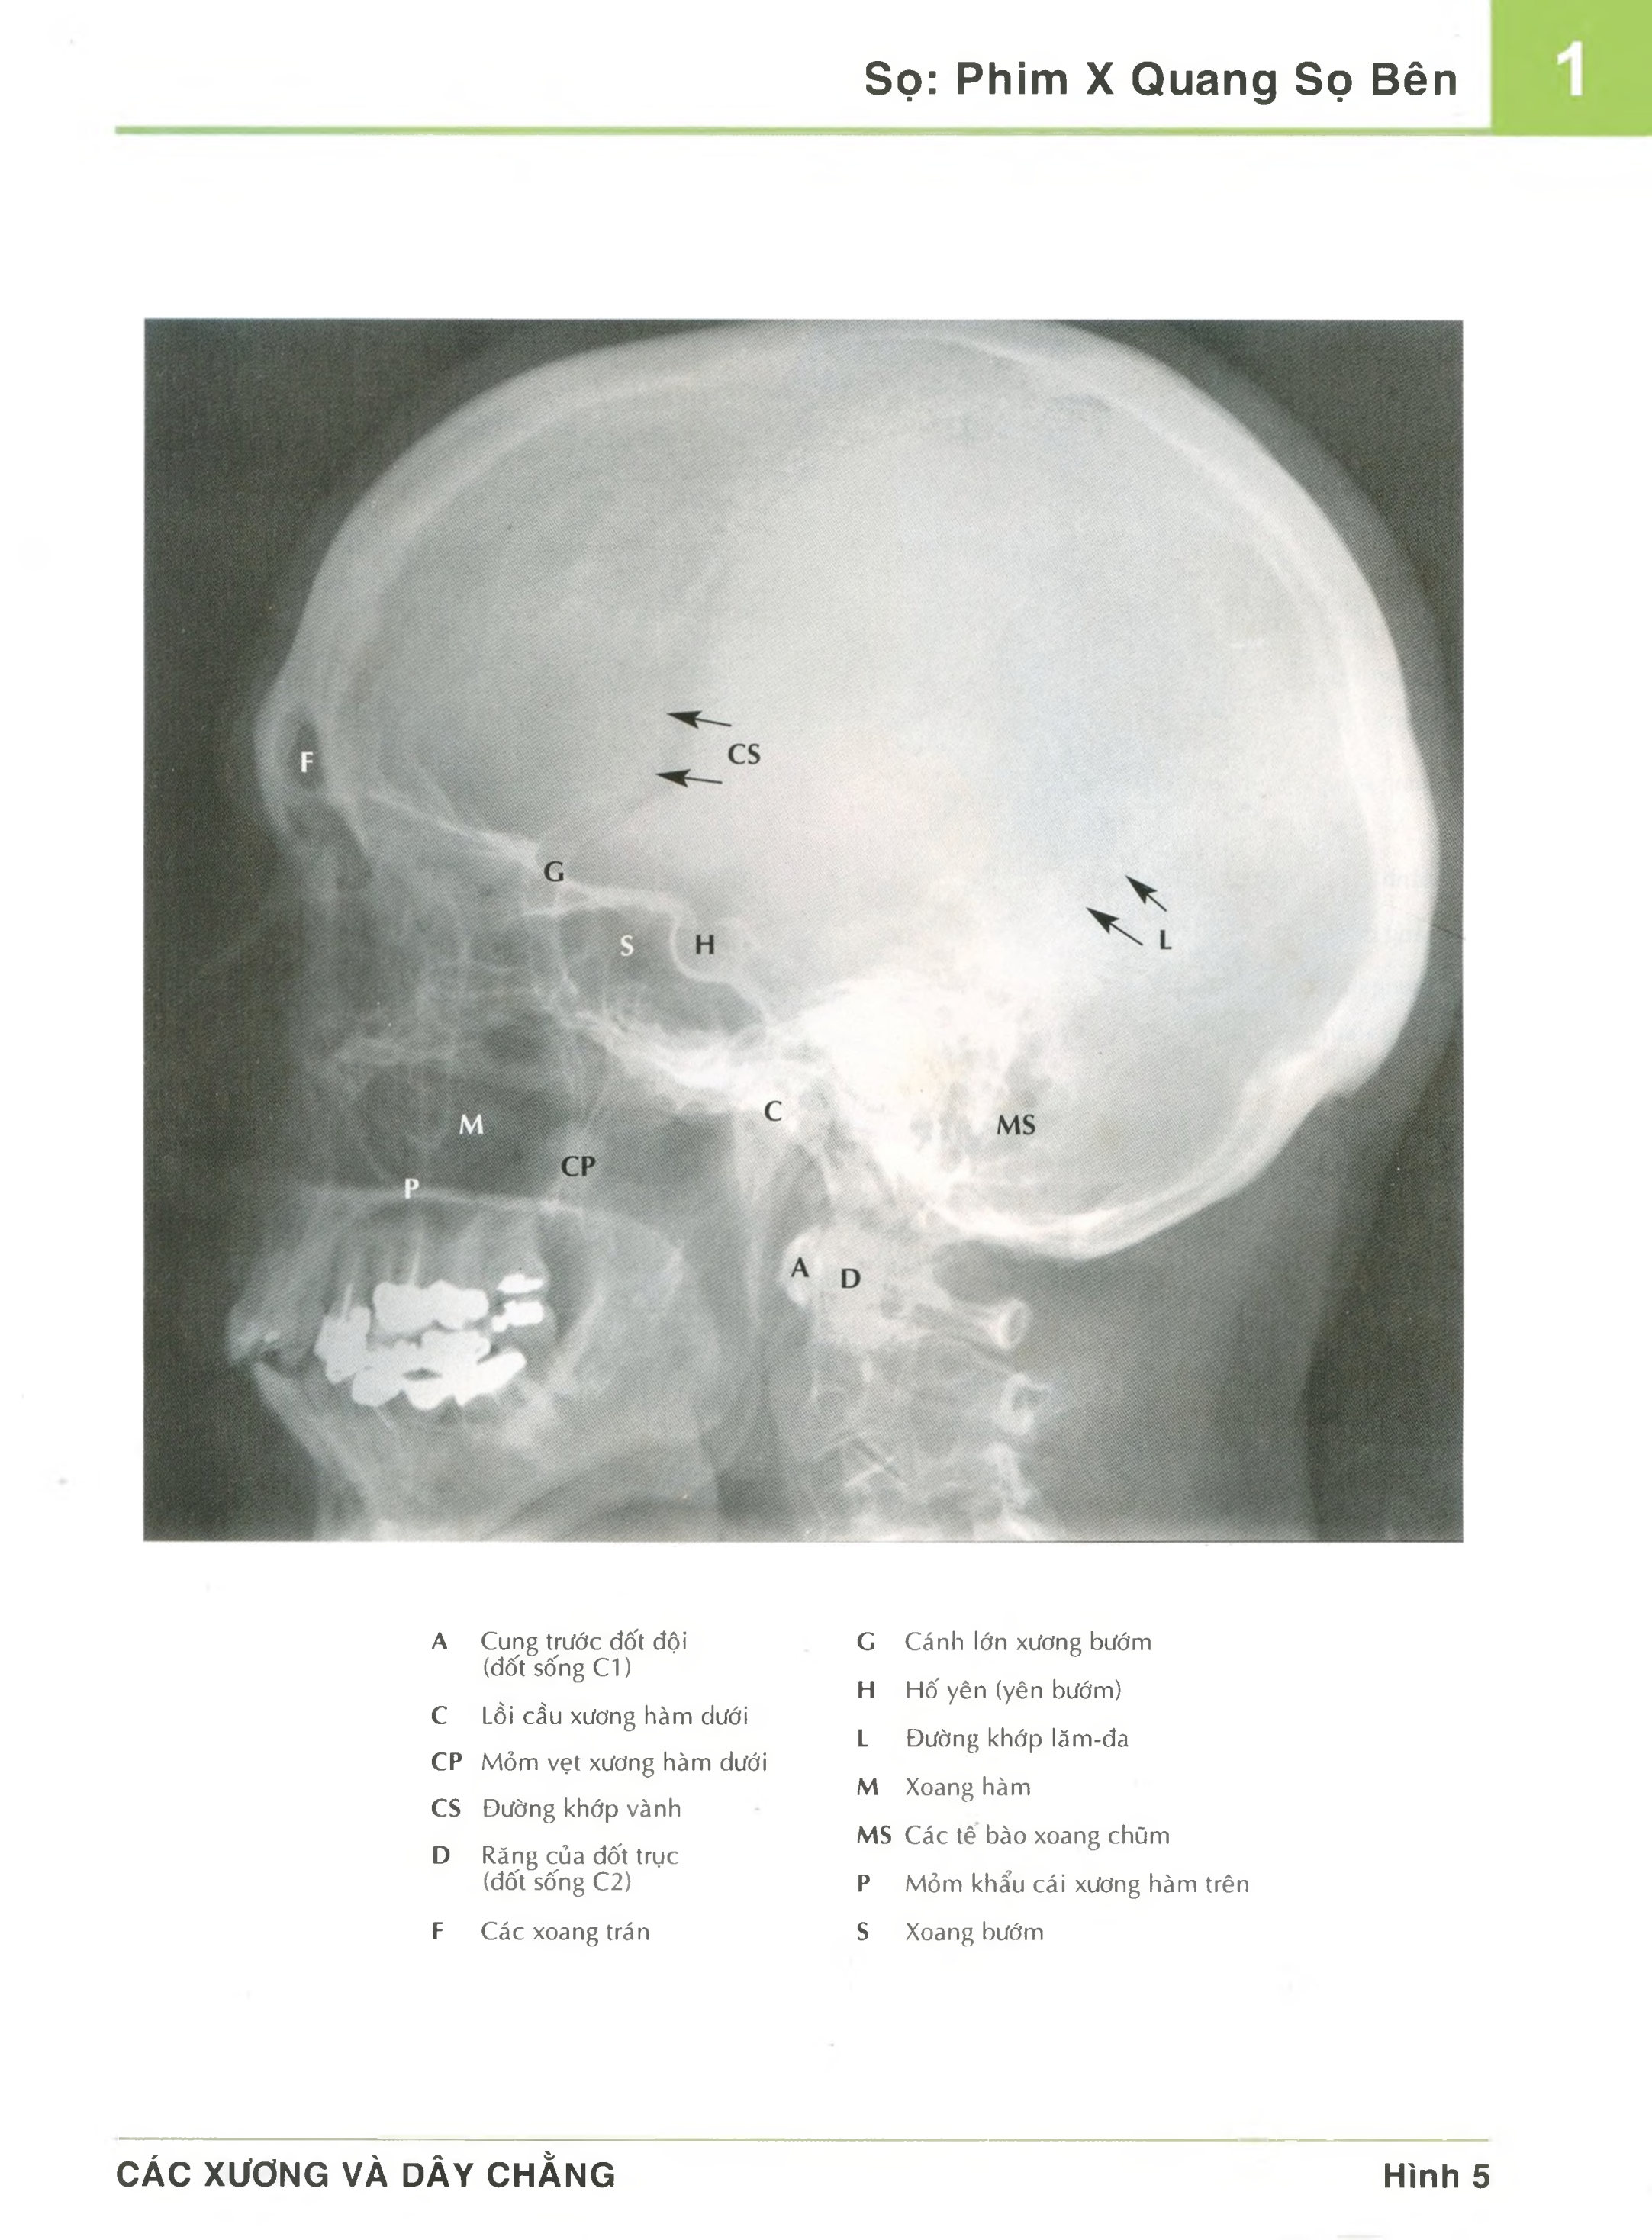 Sọ: Phim X Quang Sọ Bên
1
F
CS
G
S
H
L
M
C
MS
CP
P
A
D
A Cung trước đốt đội
(đốt sống C1)
C Lồi cầu xương hàm dưới
CP Mỏm vẹt xương hàm dưới
CS Đường khớp vành
D Răng của đốt trục
(đốt sống C2)
F Các xoang trán
G Cánh lớn xương bướm
H Hố yên (yên bướm)
L Đường khớp lăm-đa
M Xoang hàm
MS Các tế bào xoang chũm
P Mỏm khẩu cái xương hàm trên
S Xoang bướm
CÁC XƯƠNG VÀ DÂY CHẰNG
Hình 5